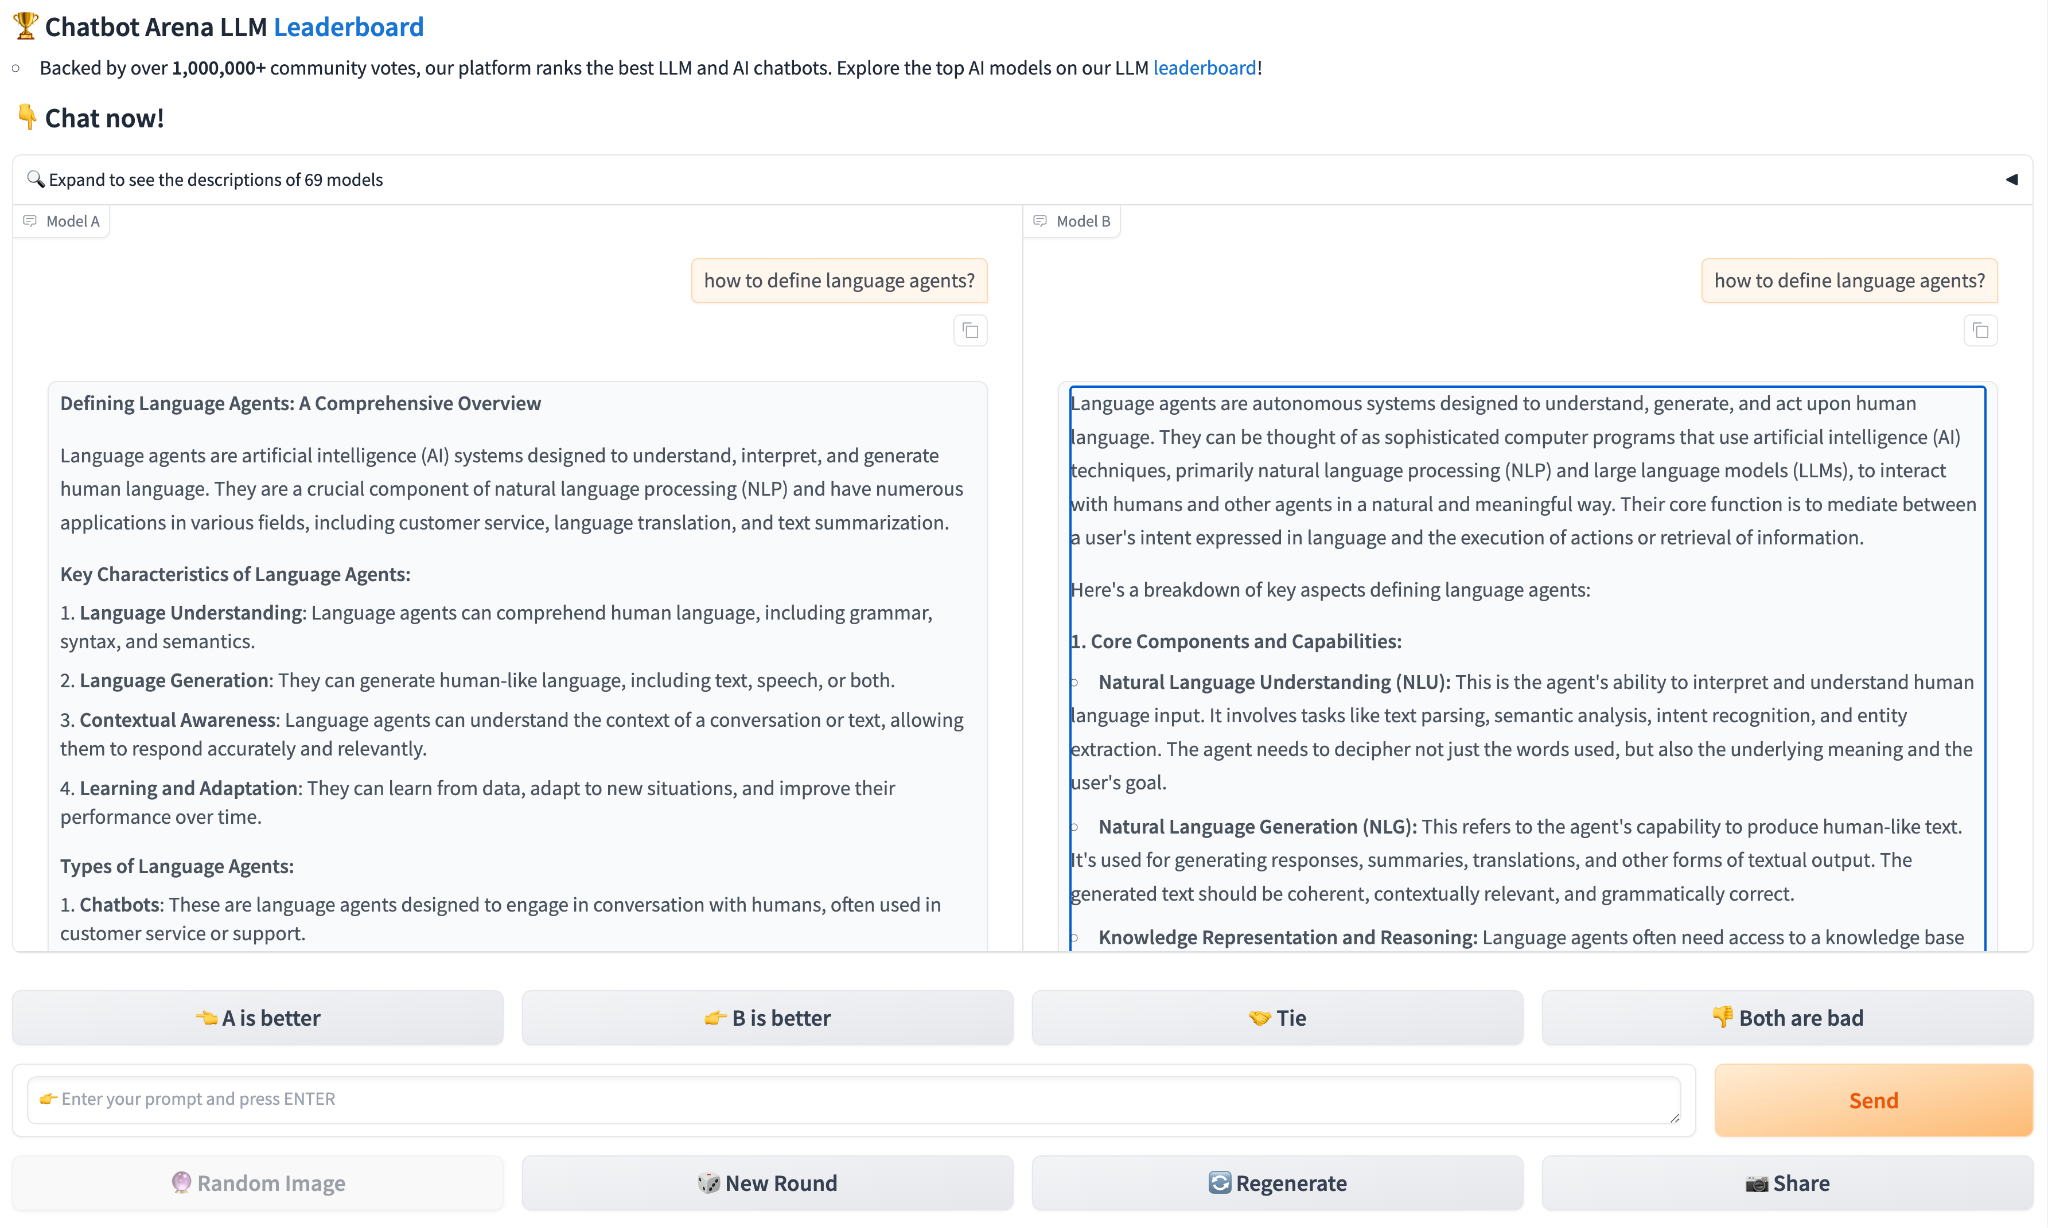 🏆 Chatbot Arena LLM Leaderboard
Backed by over 1,000,000+ community votes, our platform ranks the best LLM and AI chatbots. Explore the top AI models on our LLM leaderboard!
👇 Chat now!
🔍 Expand to see the descriptions of 69 models
Model A
how to define language agents?
Defining Language Agents: A Comprehensive Overview
Language agents are artificial intelligence (AI) systems designed to understand, interpret, and generate
human language. They are a crucial component of natural language processing (NLP) and have numerous
applications in various fields, including customer service, language translation, and text summarization.
Key Characteristics of Language Agents:
1. Language Understanding: Language agents can comprehend human language, including grammar,
syntax, and semantics.
2. Language Generation: They can generate human-like language, including text, speech, or both.
3. Contextual Awareness: Language agents can understand the context of a conversation or text, allowing
them to respond accurately and relevantly.
4. Learning and Adaptation: They can learn from data, adapt to new situations, and improve their
performance over time.
Types of Language Agents:
1. Chatbots: These are language agents designed to engage in conversation with humans, often used in
customer service or support.
Model B
how to define language agents?
Language agents are autonomous systems designed to understand, generate, and act upon human
language. They can be thought of as sophisticated computer programs that use artificial intelligence (AI)
techniques, primarily natural language processing (NLP) and large language models (LLMs), to interact
with humans and other agents in a natural and meaningful way. Their core function is to mediate between
a user's intent expressed in language and the execution of actions or retrieval of information.
Here's a breakdown of key aspects defining language agents:
1. Core Components and Capabilities:
Natural Language Understanding (NLU): This is the agent's ability to interpret and understand human
language input. It involves tasks like text parsing, semantic analysis, intent recognition, and entity
extraction. The agent needs to decipher not just the words used, but also the underlying meaning and the
user's goal.
Natural Language Generation (NLG): This refers to the agent's capability to produce human-like text.
It's used for generating responses, summaries, translations, and other forms of textual output. The
generated text should be coherent, contextually relevant, and grammatically correct.
Knowledge Representation and Reasoning: Language agents often need access to a knowledge base
👈 A is better
👉 B is better
🤝 Tie
👎 Both are bad
👉 Enter your prompt and press ENTER
Send
🔮 Random Image
🎲 New Round
🔄 Regenerate
📷 Share